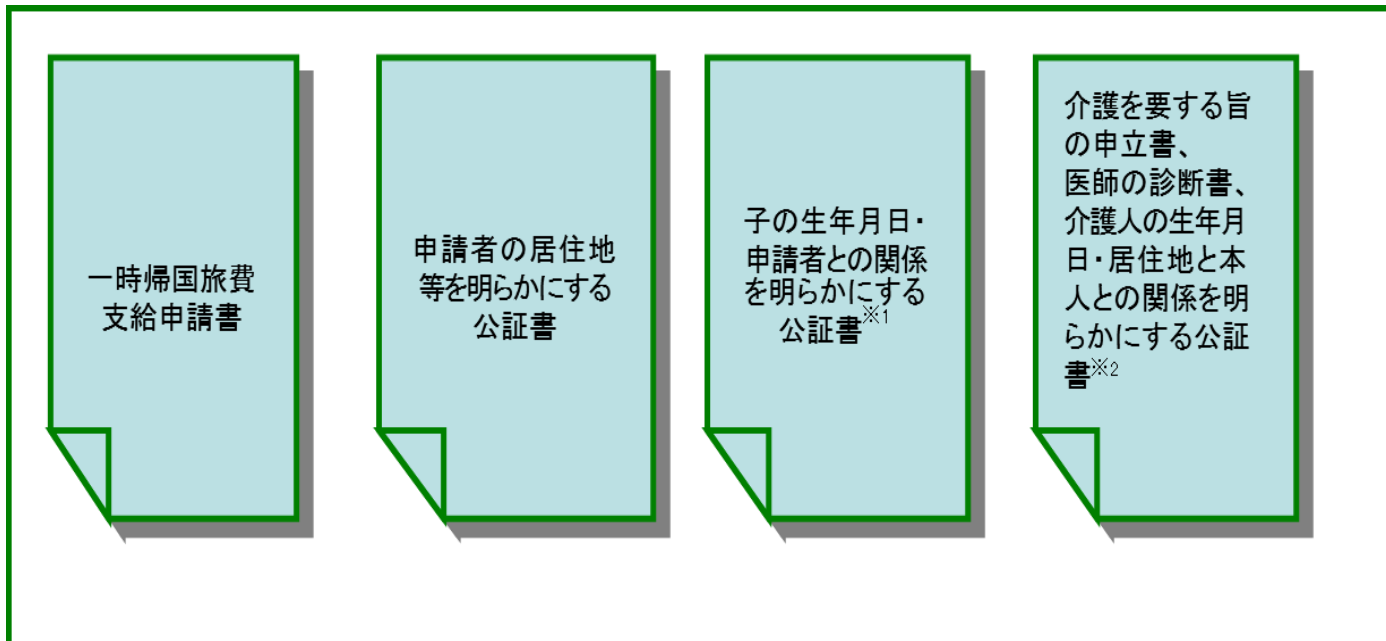 一時帰国旅費
支給申請書
申請者の居住地
等を明らかにする
公証書
子の生年月日・
申請者との関係
を明らかにする
公証書※1
介護を要する旨
の申立書、
医師の診断書、
介護人の生年月
日・居住地と本
人との関係を明
らかにする公証
書※2